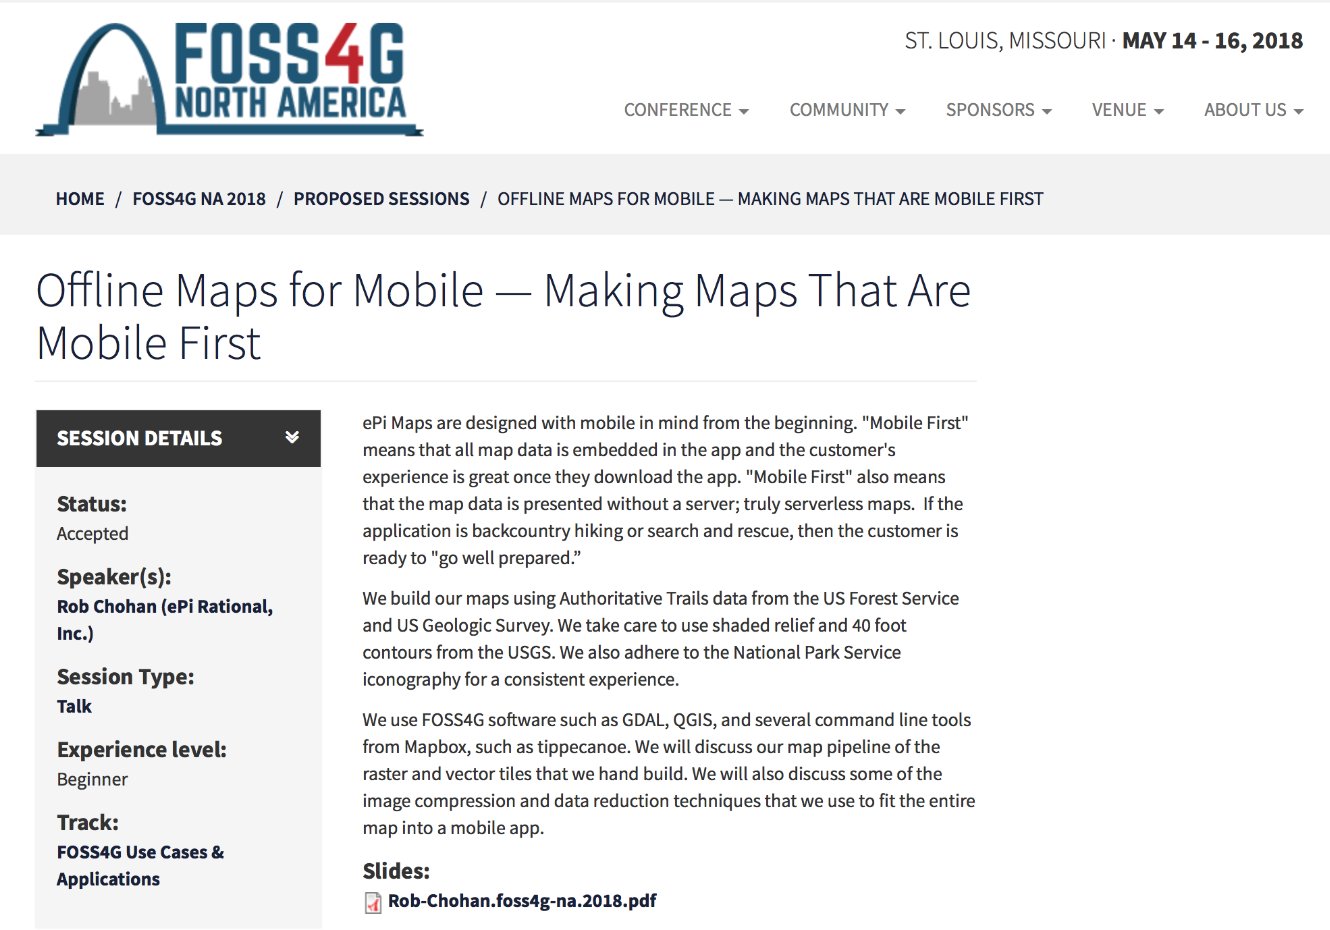 FOSS4G
NORTH AMERICA
ST. LOUIS, MISSOURI · MAY 14 - 16, 2018
CONFERENCE COMMUNITY SPONSORS VENUE ABOUT US
HOME / FOSS4G NA 2018 / PROPOSED SESSIONS / OFFLINE MAPS FOR MOBILE — MAKING MAPS THAT ARE MOBILE FIRST
Offline Maps for Mobile — Making Maps That Are
Mobile First
SESSION DETAILS
Status:
Accepted
Speaker(s):
Rob Chohan (ePi Rational,
Inc.)
Session Type:
Talk
Experience level:
Beginner
Track:
FOSS4G Use Cases &
Applications
ePi Maps are designed with mobile in mind from the beginning. "Mobile First"
means that all map data is embedded in the app and the customer's
experience is great once they download the app. "Mobile First" also means
that the map data is presented without a server; truly serverless maps.  If the
application is backcountry hiking or search and rescue, then the customer is
ready to "go well prepared.”
We build our maps using Authoritative Trails data from the US Forest Service
and US Geologic Survey. We take care to use shaded relief and 40 foot
contours from the USGS. We also adhere to the National Park Service
iconography for a consistent experience.
We use FOSS4G software such as GDAL, QGIS, and several command line tools
from Mapbox, such as tippecanoe. We will discuss our map pipeline of the
raster and vector tiles that we hand build. We will also discuss some of the
image compression and data reduction techniques that we use to fit the entire
map into a mobile app.
Slides:
Rob-Chohan.foss4g-na.2018.pdf